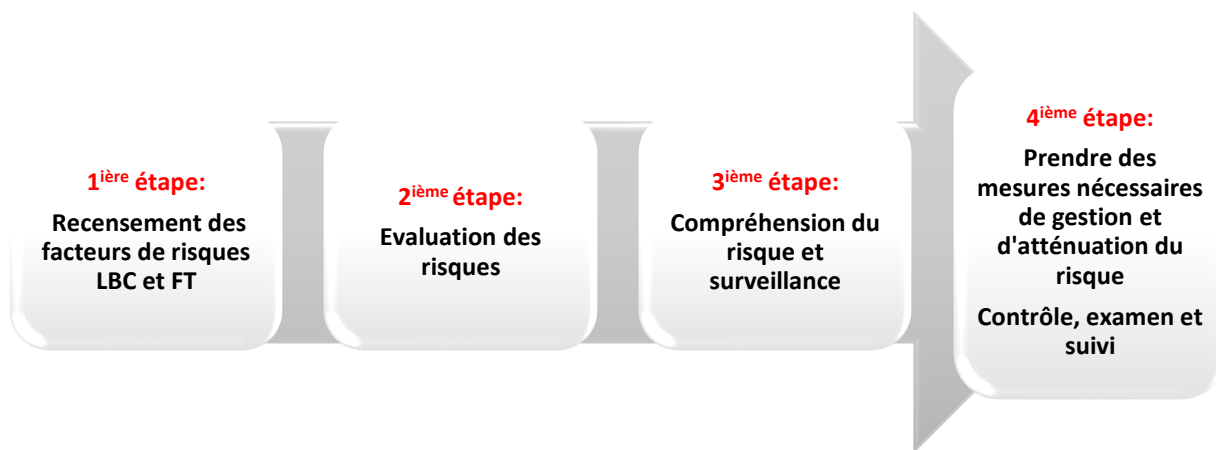 1ière étape:
Recensement des
facteurs de risques
LBC et FT
2ième étape:
Evaluation des
risques
3ième étape:
Compréhension du
risque et
surveillance
4ième étape:
Prendre des
mesures nécessaires
de gestion et
d'atténuation du
risque
Contrôle, examen et
suivi